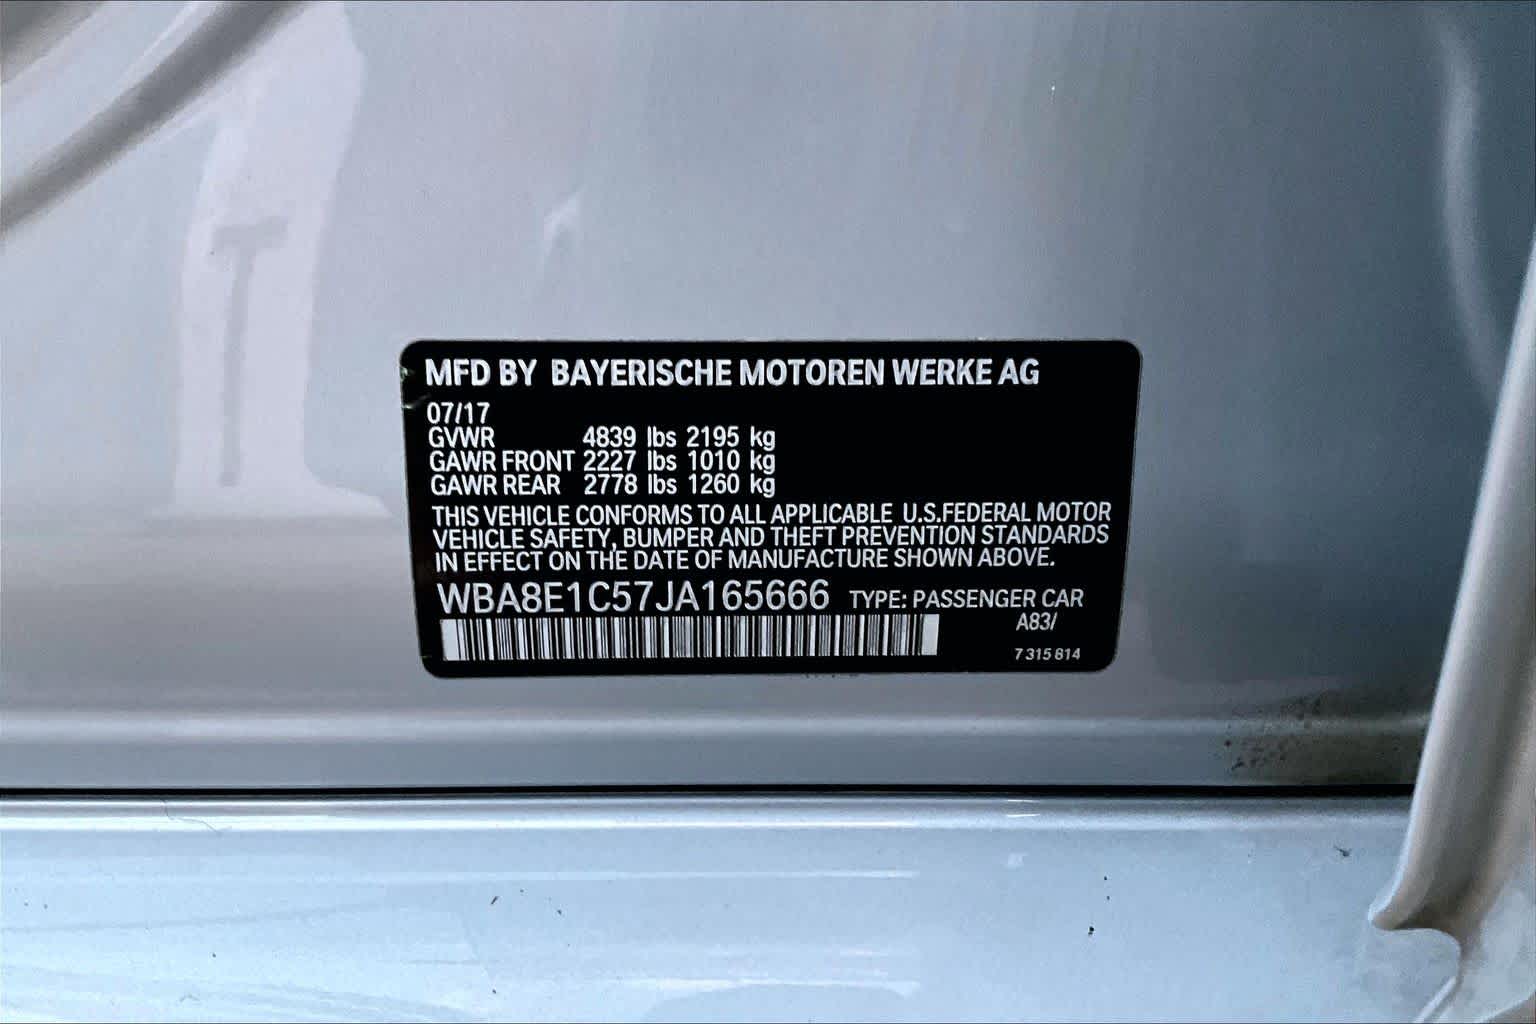 MFD BY BAYERISCHE MOTOREN WERKE AG
07/17
GVWR 4839 lbs 2195 kg
GAWR FRONT 2227 lbs 1010 kg
GAWR REAR 2778 lbs 1260 kg
THIS VEHICLE CONFORMS TO ALL APPLICABLE U.S.FEDERAL MOTOR
VEHICLE SAFETY, BUMPER AND THEFT PREVENTION STANDARDS
IN EFFECT ON THE DATE OF MANUFACTURE SHOWN ABOVE.
WBA8E1C57JA165666 TYPE: PASSENGER CAR
A83/
7 315 814